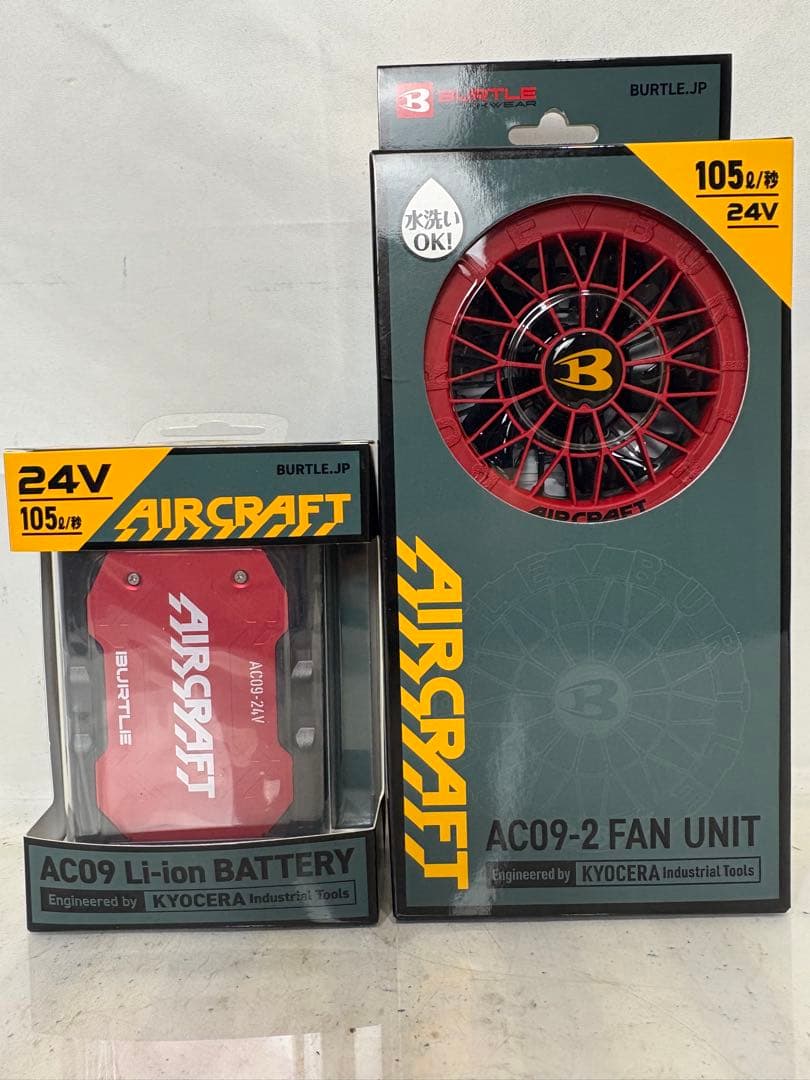 24V
105ℓ/秒
BURTLE.JP
AIRCRAFT
AIRCRAFT
BURTLE
AC09-24V
AC09 Li-ion BATTERY
Engineered by KYOCERA Industrial Tools
B BURTLE
BURTLE.JP
105ℓ/秒
24V
水洗い
OK!
B
AIRCRAFT
AIRCRAFT
AC09-2 FAN UNIT
Engineered by KYOCERA Industrial Tools